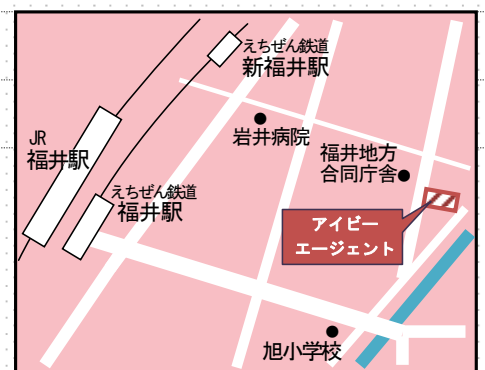 えちぜん鉄道
新福井駅
岩井病院
JR
福井駅
福井地方
合同庁舎
えちぜん鉄道
福井駅
アイビー
エージェント
旭小学校